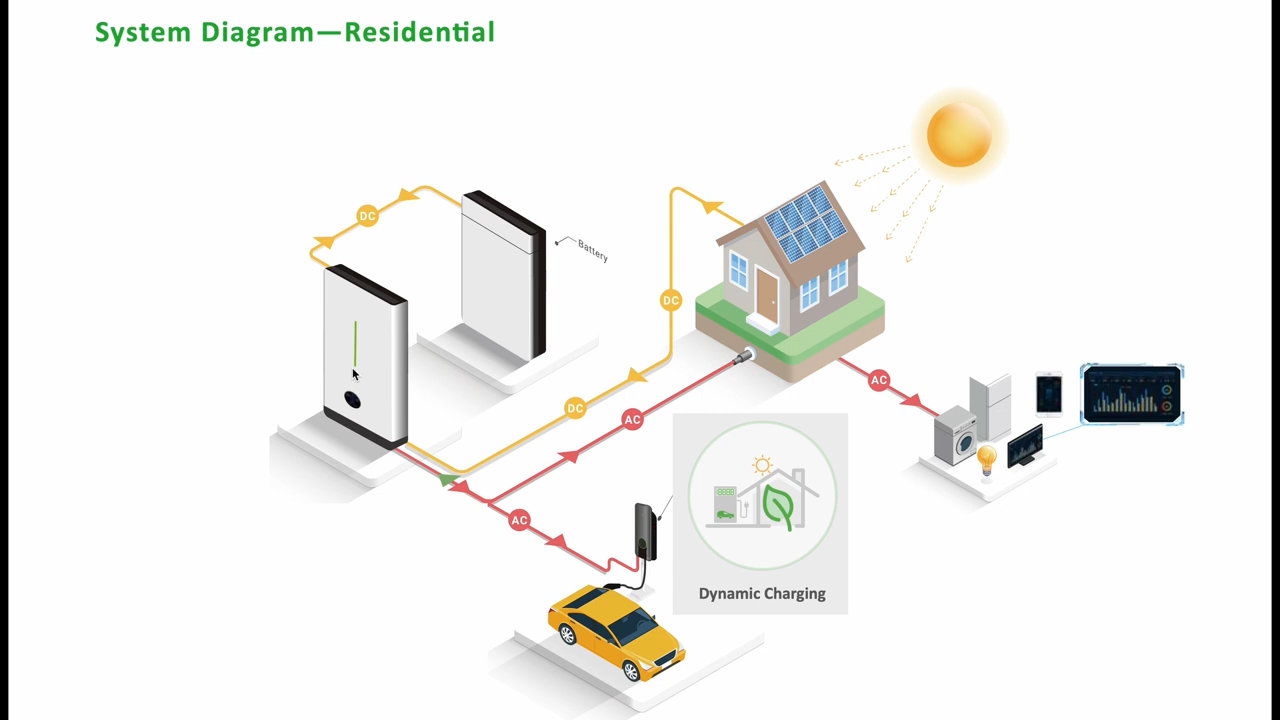 System Diagram—Residential
DC
Battery
DC
AC
DC
AC
AC
Dynamic Charging